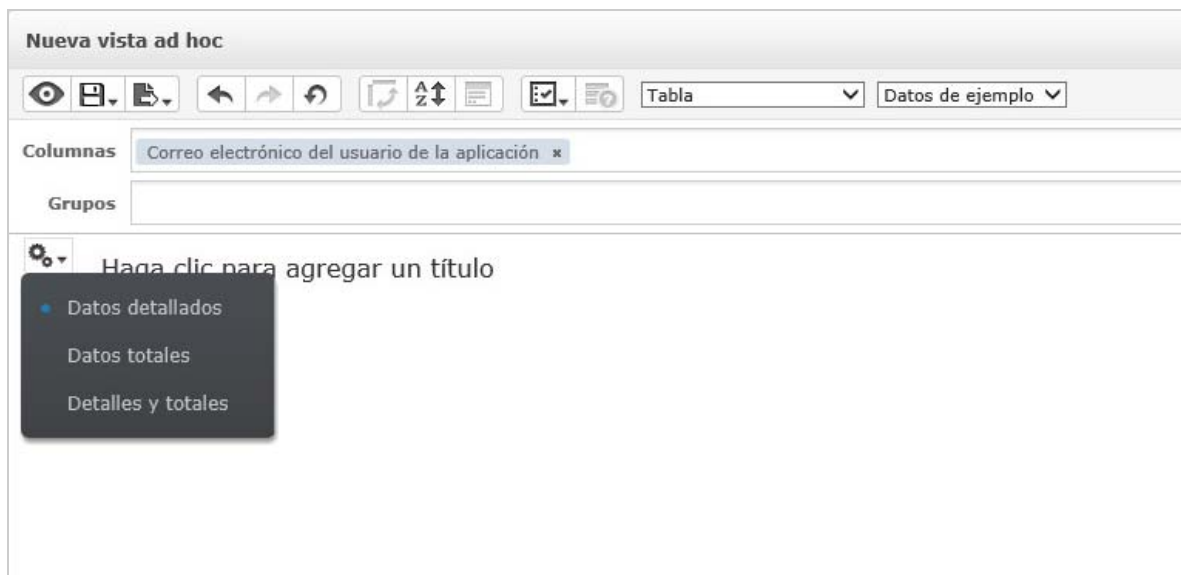 Nueva vista ad hoc
Tabla Datos de ejemplo
Columnas Correo electrónico del usuario de la aplicación ×
Grupos
Haga clic para agregar un título
Datos detallados
Datos totales
Detalles y totales